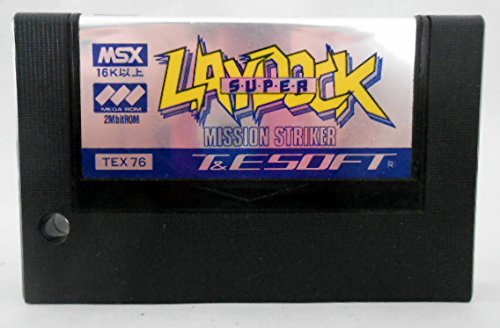 MSX
16K以上
MEGA ROM
2MbitROM
TEX 76
LAYDOCK
SUPER
MISSION STRIKER
T&ESOFT R